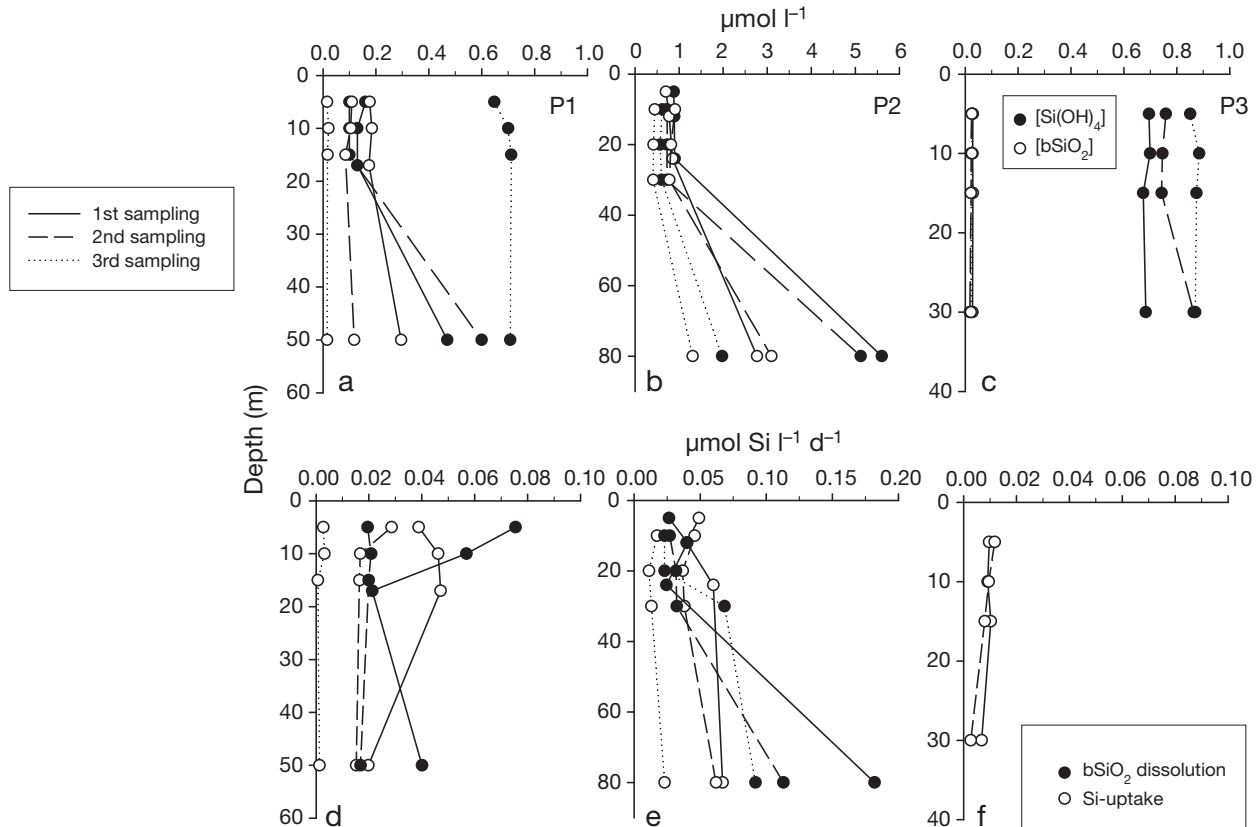 µmol l⁻¹
0.0 0.2 0.4 0.6 0.8 1.0
0 1 2 3 4 5 6
0.0 0.2 0.4 0.6 0.8 1.0
0
10
20
30
40
50
60
P1
a
0
20
40
60
80
P2
b
0
10
20
30
40
P3
[Si(OH)₄]
[bSiO₂]
c
1st sampling
2nd sampling
3rd sampling
Depth (m)
µmol Si l⁻¹ d⁻¹
0.00 0.02 0.04 0.06 0.08 0.10
0.00 0.05 0.10 0.15 0.20
0.00 0.02 0.04 0.06 0.08 0.10
0
10
20
30
40
50
60
d
0
20
40
60
80
e
0
10
20
30
40
f
bSiO₂ dissolution
Si-uptake